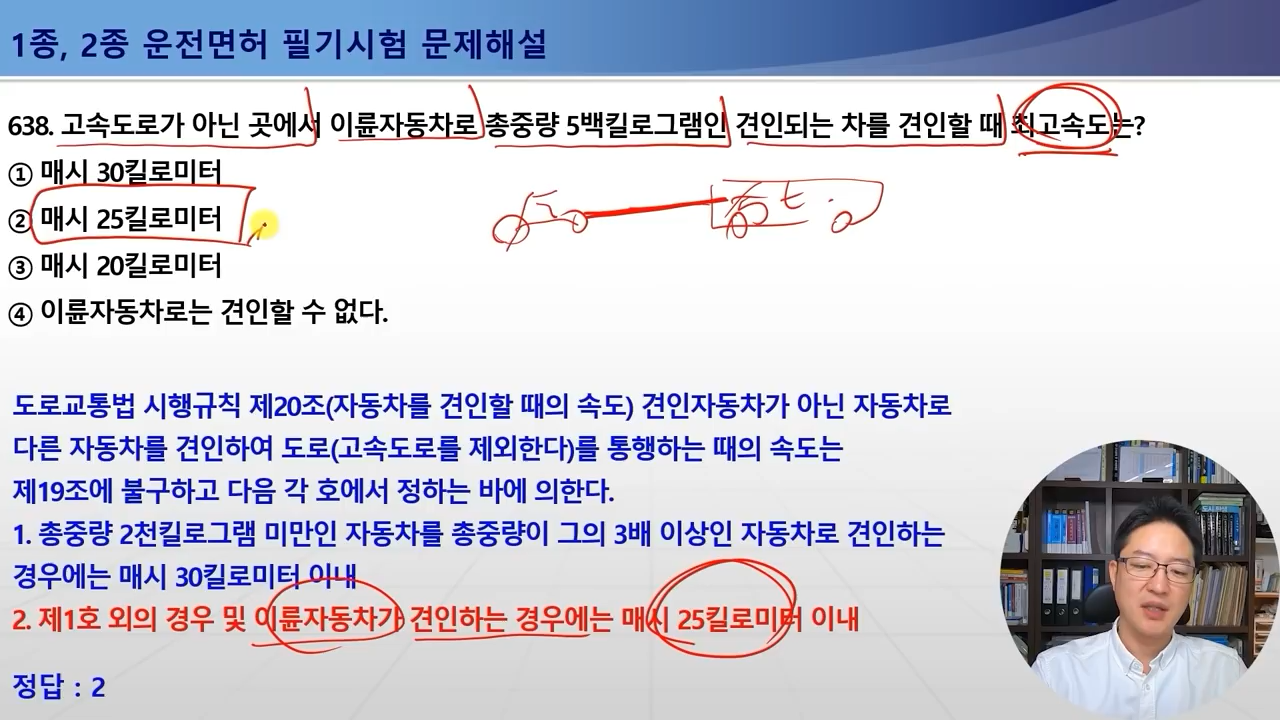 1종, 2종 운전면허 필기시험 문제해설
638. 고속도로가 아닌 곳에서 이륜자동차로 총중량 5백킬로그램인 견인되는 차를 견인할 때 최고속도는?
① 매시 30킬로미터
② 매시 25킬로미터
③ 매시 20킬로미터
④ 이륜자동차로는 견인할 수 없다.
도로교통법 시행규칙 제20조(자동차를 견인할 때의 속도) 견인자동차가 아닌 자동차로
다른 자동차를 견인하여 도로(고속도로를 제외한다)를 통행하는 때의 속도는
제19조에 불구하고 다음 각 호에서 정하는 바에 의한다.
1. 총중량 2천킬로그램 미만인 자동차를 총중량이 그의 3배 이상인 자동차로 견인하는
경우에는 매시 30킬로미터 이내
2. 제1호 외의 경우 및 이륜자동차가 견인하는 경우에는 매시 25킬로미터 이내
정답 : 2